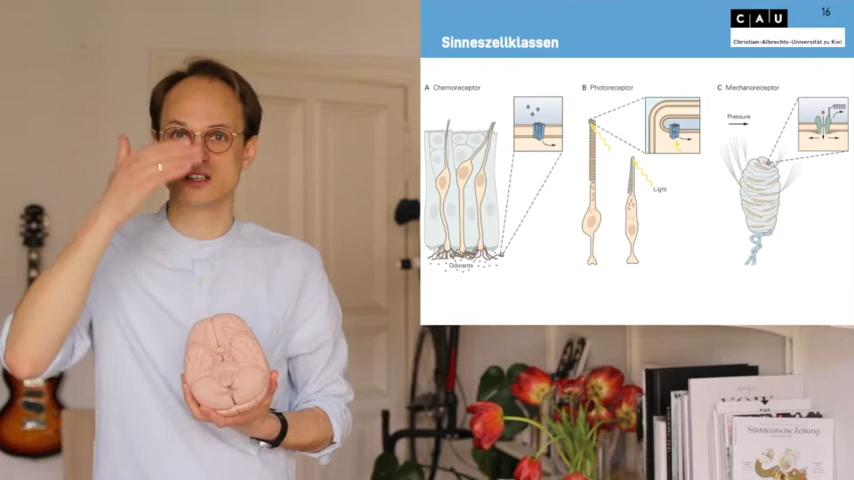 16
CAU
Christian-Albrechts-Universität zu Kiel
Sinneszellklassen
A Chemoreceptor
B Photoreceptor
C Mechanoreceptor
Pressure
Light
Odorants
Süddeutsche Zeitung